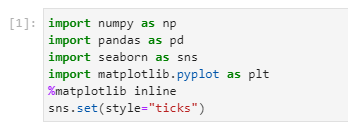 [1]:
import numpy as np
import pandas as pd
import seaborn as sns
import matplotlib.pyplot as plt
%matplotlib inline
sns.set(style="ticks")